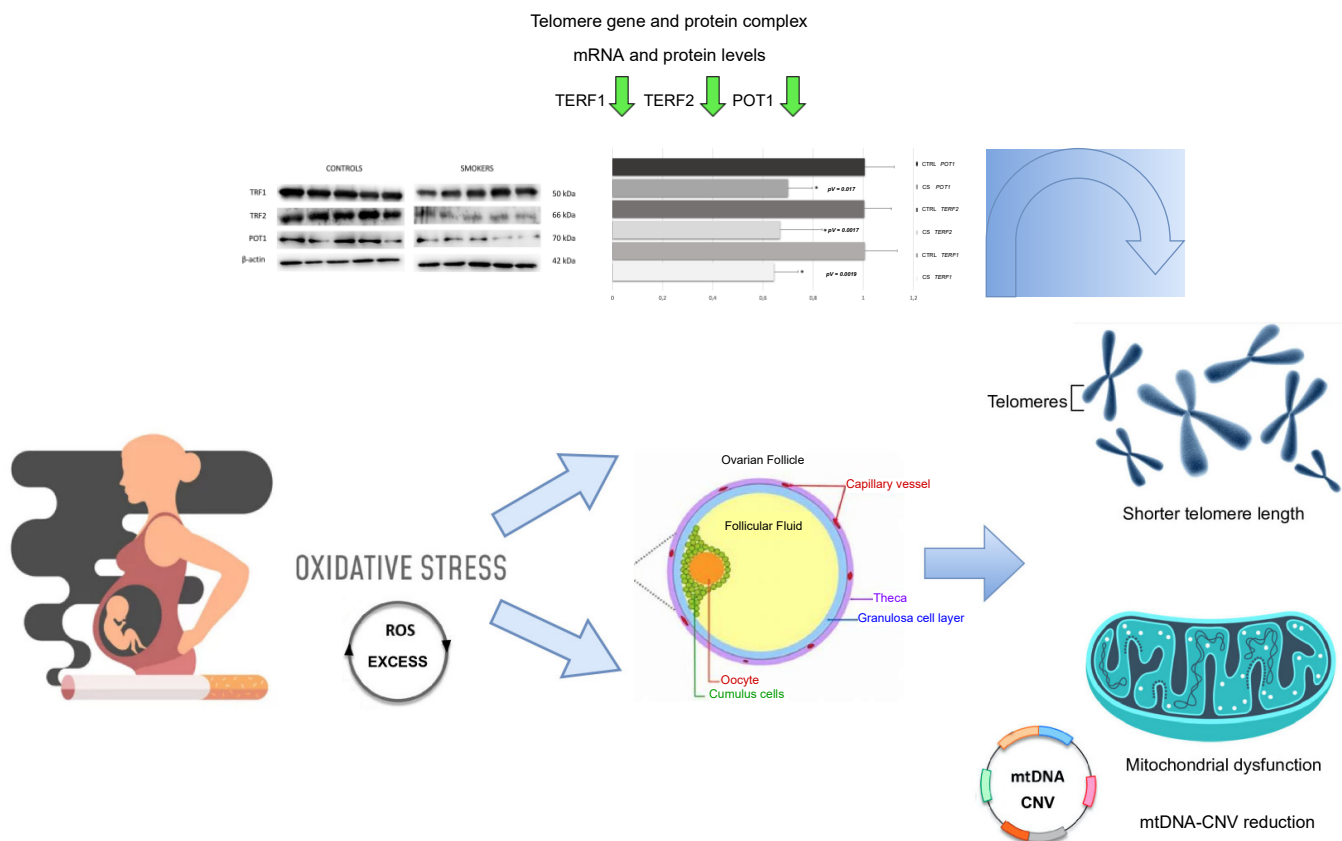 Telomere gene and protein complex
mRNA and protein levels
TERF1 TERF2 POT1
CONTROLS SMOKERS
TRF1 50 kDa
TRF2 66 kDa
POT1 70 kDa
β-actin 42 kDa
CTRL POT1
* pV = 0.017 CS POT1
CTRL TERF2
* pV = 0.0017 CS TERF2
CTRL TERF1
* pV = 0.0019 CS TERF1
0 0,2 0,4 0,6 0,8 1 1,2
Telomeres
Shorter telomere length
OXIDATIVE STRESS
ROS
EXCESS
Ovarian Follicle
Capillary vessel
Follicular Fluid
Theca
Granulosa cell layer
Oocyte
Cumulus cells
Mitochondrial dysfunction
mtDNA
CNV
mtDNA-CNV reduction